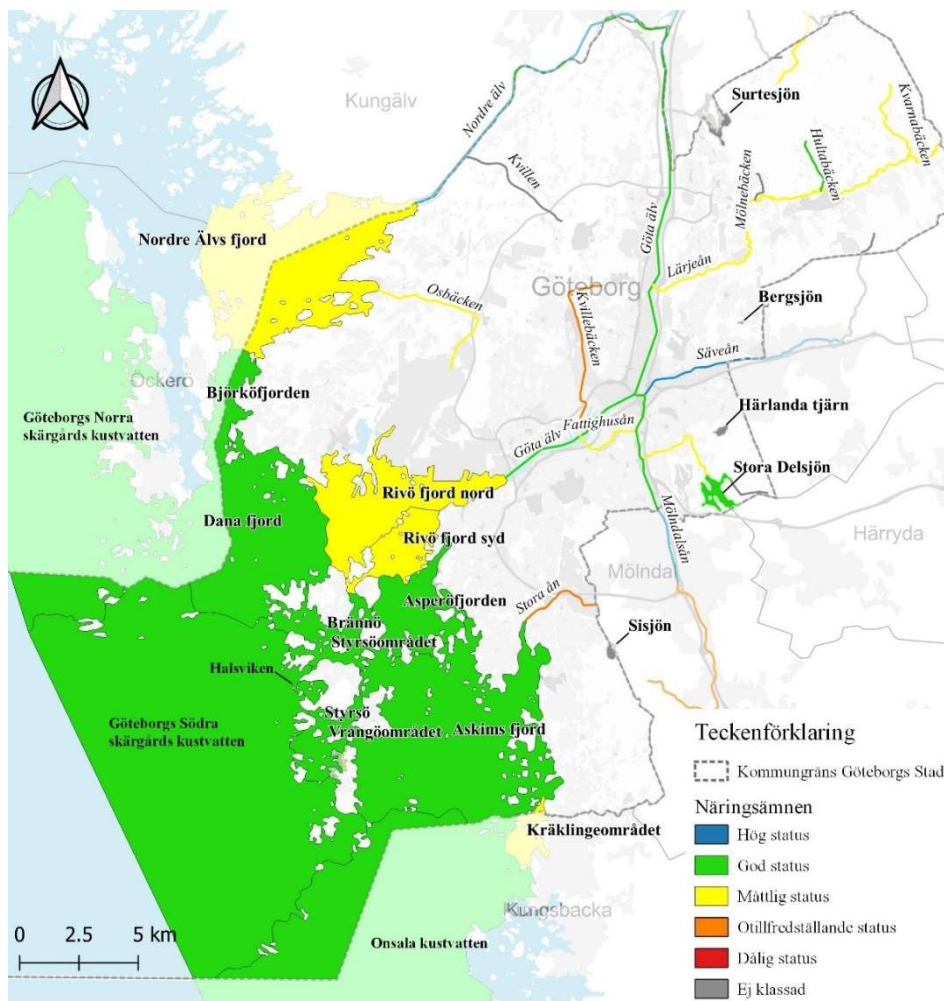 N
Kungälv
Nordre älv
Kvillen
Surtesjön
Kvarnabäcken
Hultabäcken
Mölnebäcken
Göta älv
Lärjeån
Nordre Älvs fjord
Osbäcken
Göteborg
Kvillebäcken
Bergsjön
Säveån
Björköfjorden
Öckerö
Göteborgs Norra
skärgårds kustvatten
Härlanda tjärn
Fattighusån
Göta älv
Stora Delsjön
Rivö fjord nord
Dana fjord
Rivö fjord syd
Mölndalsån
Härryda
Mölndal
Asperöfjorden
Stora ån
Brännö
Styrsöområdet
Sisjön
Halsviken
Styrsö
Vrångöområdet
Askims fjord
Göteborgs Södra
skärgårds kustvatten
Kräklingeområdet
Kungsbacka
Onsala kustvatten
0 2.5 5 km
Teckenförklaring
Kommungräns Göteborgs Stad
Näringsämnen
Hög status
God status
Måttlig status
Otillfredställande status
Dålig status
Ej klassad